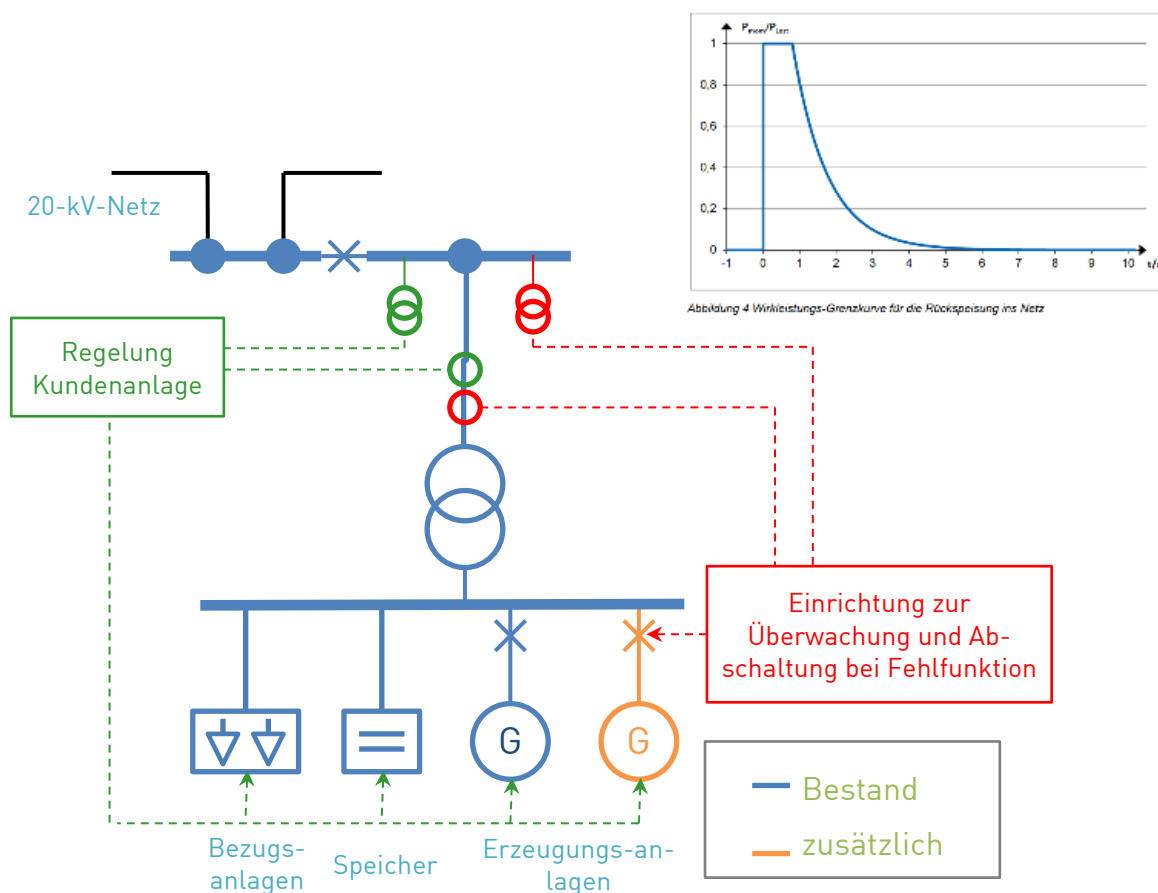 P_mom/P_Last
1
0,8
0,6
0,4
0,2
0
-1 0 1 2 3 4 5 6 7 8 9 10
Abbildung 4 Wirkleistungs-Grenzkurve für die Rückspeisung ins Netz
20-kV-Netz
Regelung
Kundenanlage
Einrichtung zur
Überwachung und Ab-
schaltung bei Fehlfunktion
G
G
Bestand
zusätzlich
Bezugs-
anlagen
Speicher
Erzeugungs-an-
lagen